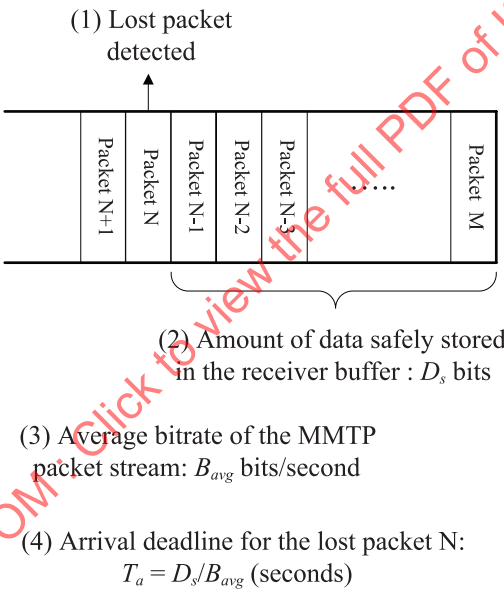 (1) Lost packet
detected
Packet N+1
Packet N
Packet N-1
Packet N-2
Packet N-3
.....
Packet M
(2) Amount of data safely stored
in the receiver buffer : Ds bits
(3) Average bitrate of the MMTP
packet stream: Bavg bits/second
(4) Arrival deadline for the lost packet N:
Ta = Ds/Bavg (seconds)
OM : Click to view the full PDF of